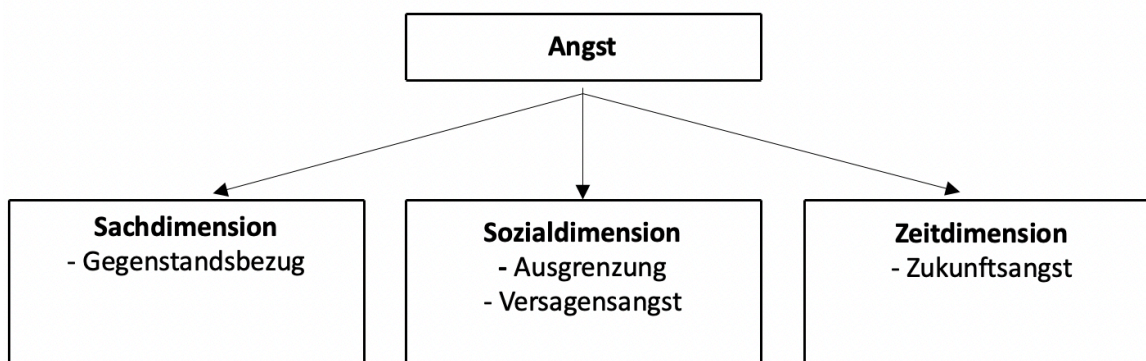 Angst
Sachdimension
- Gegenstandsbezug
Sozialdimension
- Ausgrenzung
- Versagensangst
Zeitdimension
- Zukunftsangst